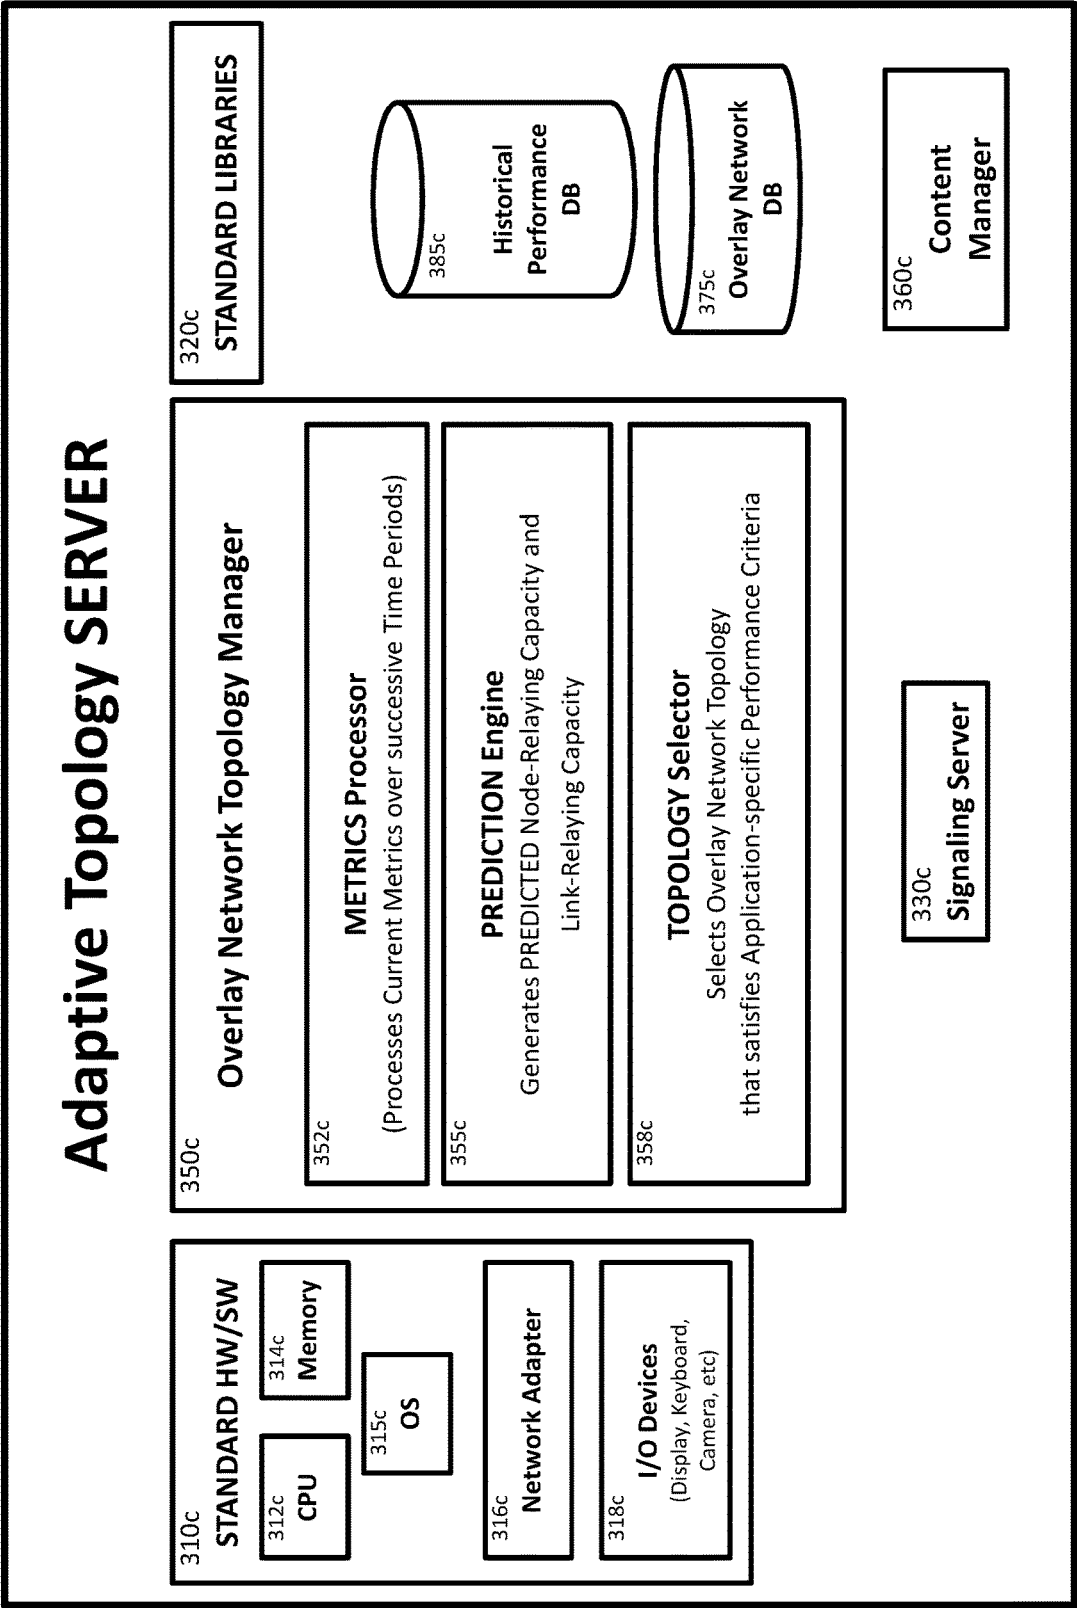 Adaptive Topology SERVER
310c
STANDARD HW/SW
312c
CPU
314c
Memory
315c
OS
316c
Network Adapter
318c
I/O Devices
(Display, Keyboard,
Camera, etc)
350c
Overlay Network Topology Manager
352c
METRICS Processor
(Processes Current Metrics over successive Time Periods)
355c
PREDICTION Engine
Generates PREDICTED Node-Relaying Capacity and
Link-Relaying Capacity
358c
TOPOLOGY Selector
Selects Overlay Network Topology
that satisfies Application-specific Performance Criteria
320c
STANDARD LIBRARIES
385c
Historical
Performance
DB
375c
Overlay Network
DB
360c
Content
Manager
330c
Signaling Server